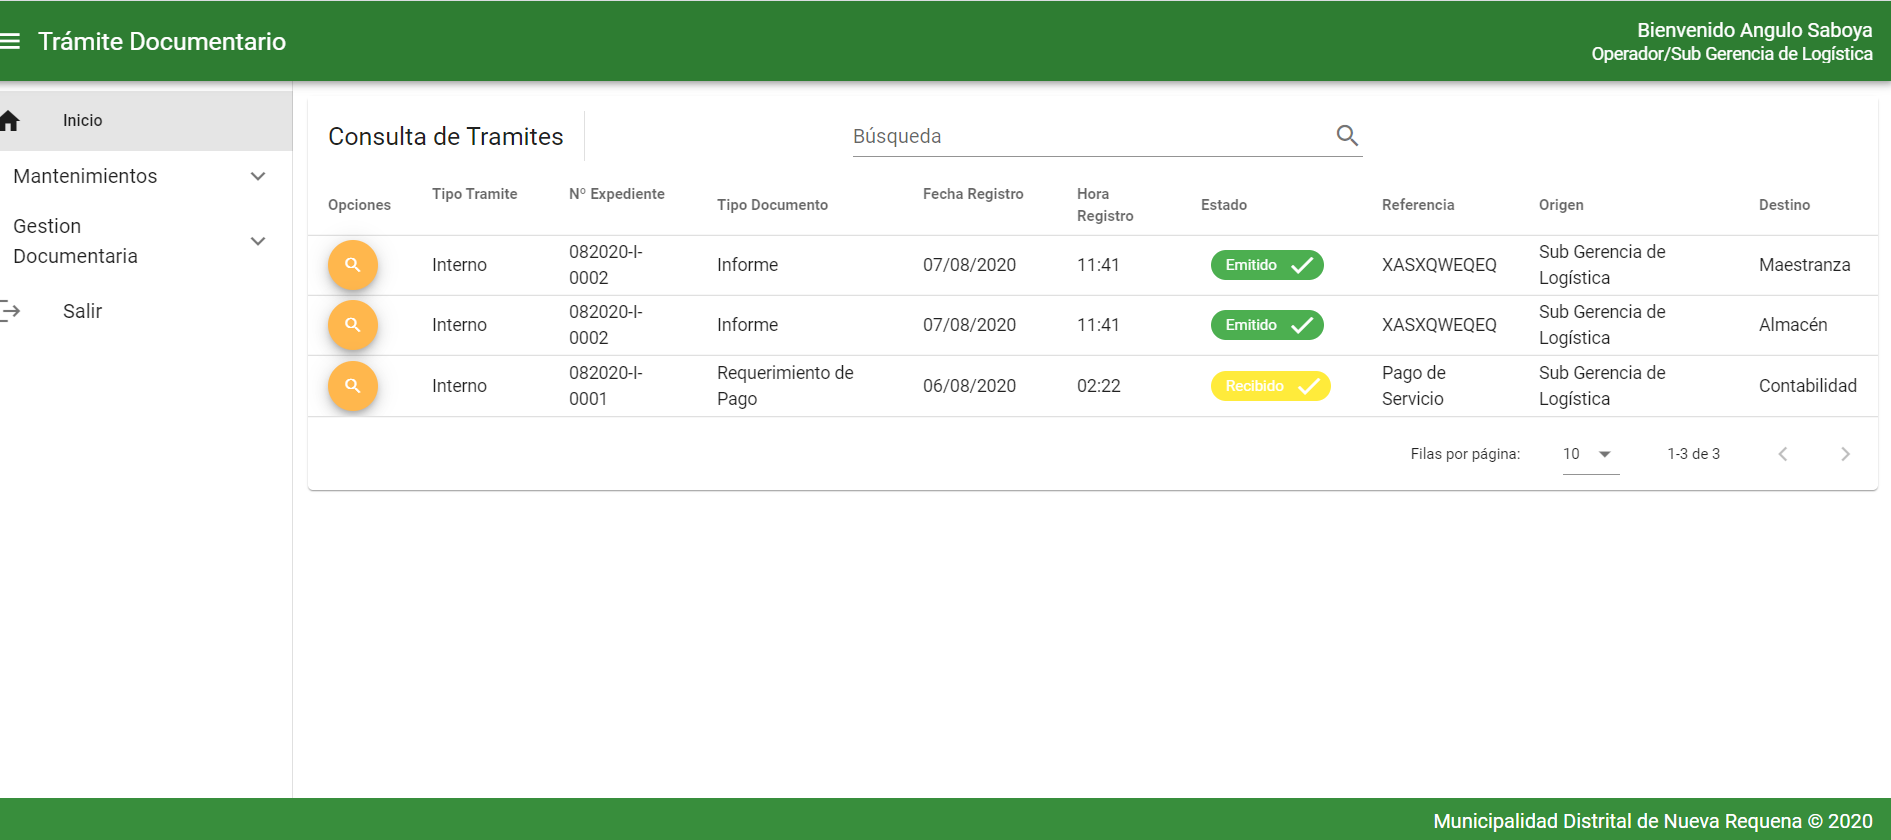 Trámite Documentario
Bienvenido Angulo Saboya
Operador/Sub Gerencia de Logística
Inicio
Mantenimientos
Gestion
Documentaria
Salir
Consulta de Tramites
Búsqueda
Opciones Tipo Tramite Nº Expediente Tipo Documento Fecha Registro Hora Estado Referencia Origen Destino
Registro
Interno 082020-I- Informe 07/08/2020 11:41 Emitido XASXQWEQEQ Sub Gerencia de Maestranza
0002 Logística
Interno 082020-I- Informe 07/08/2020 11:41 Emitido XASXQWEQEQ Sub Gerencia de Almacén
0002 Logística
Interno 082020-I- Requerimiento de 06/08/2020 02:22 Recibido Pago de Sub Gerencia de Contabilidad
0001 Pago Servicio Logística
Filas por página: 10 1-3 de 3
Municipalidad Distrital de Nueva Requena © 2020